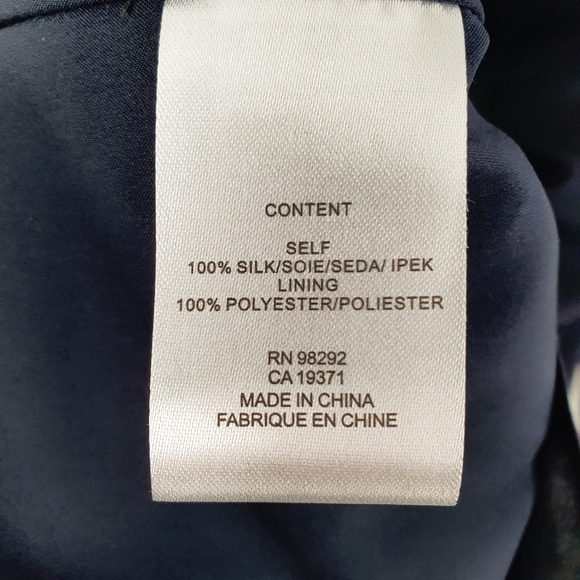 CONTENT
SELF
100% SILK/SOIE/SEDA/ IPEK
LINING
100% POLYESTER/POLIESTER
RN 98292
CA 19371
MADE IN CHINA
FABRIQUE EN CHINE